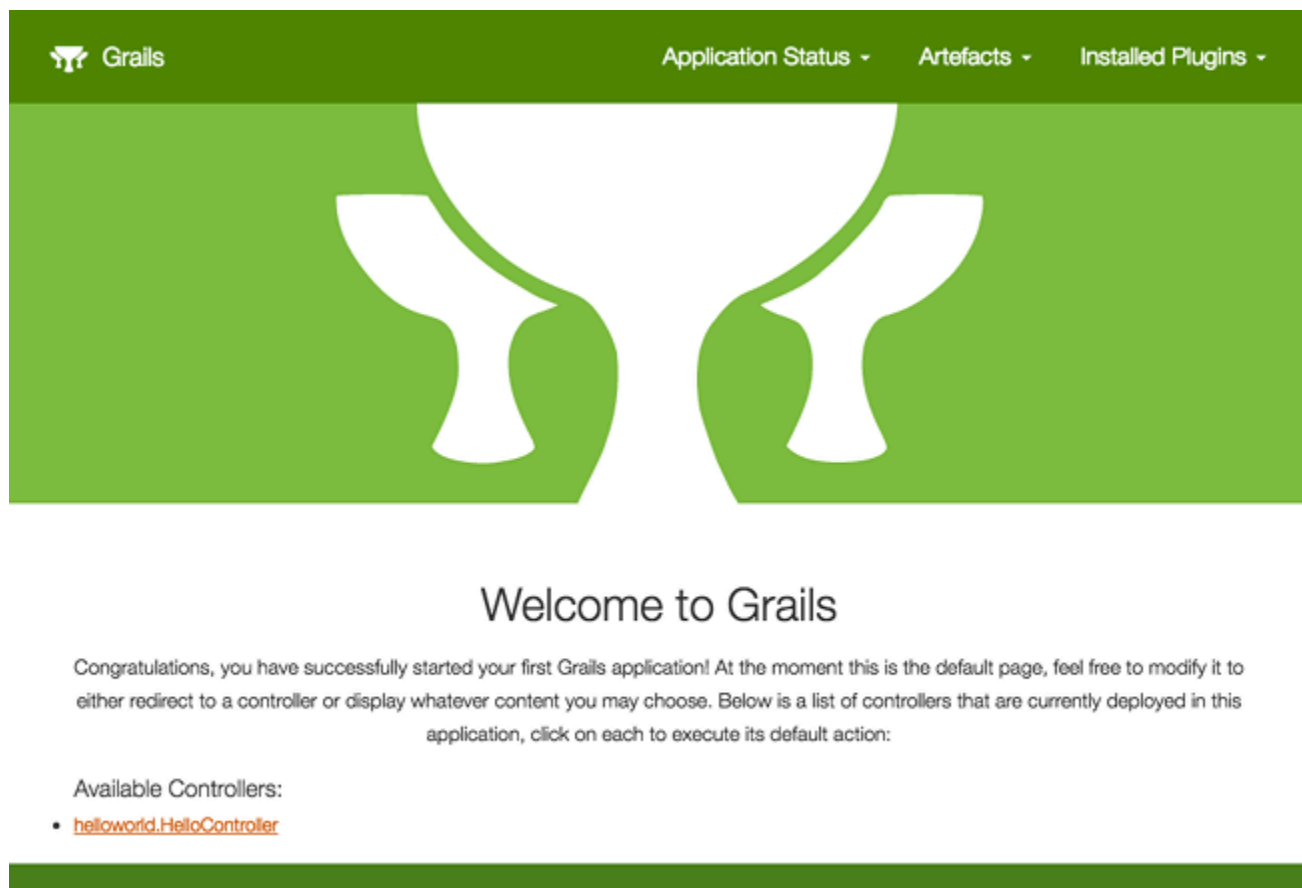 Grails
Application Status
Artefacts
Installed Plugins
Welcome to Grails
Congratulations, you have successfully started your first Grails application! At the moment this is the default page, feel free to modify it to
either redirect to a controller or display whatever content you may choose. Below is a list of controllers that are currently deployed in this
application, click on each to execute its default action:
Available Controllers:
• helloworld.HelloController